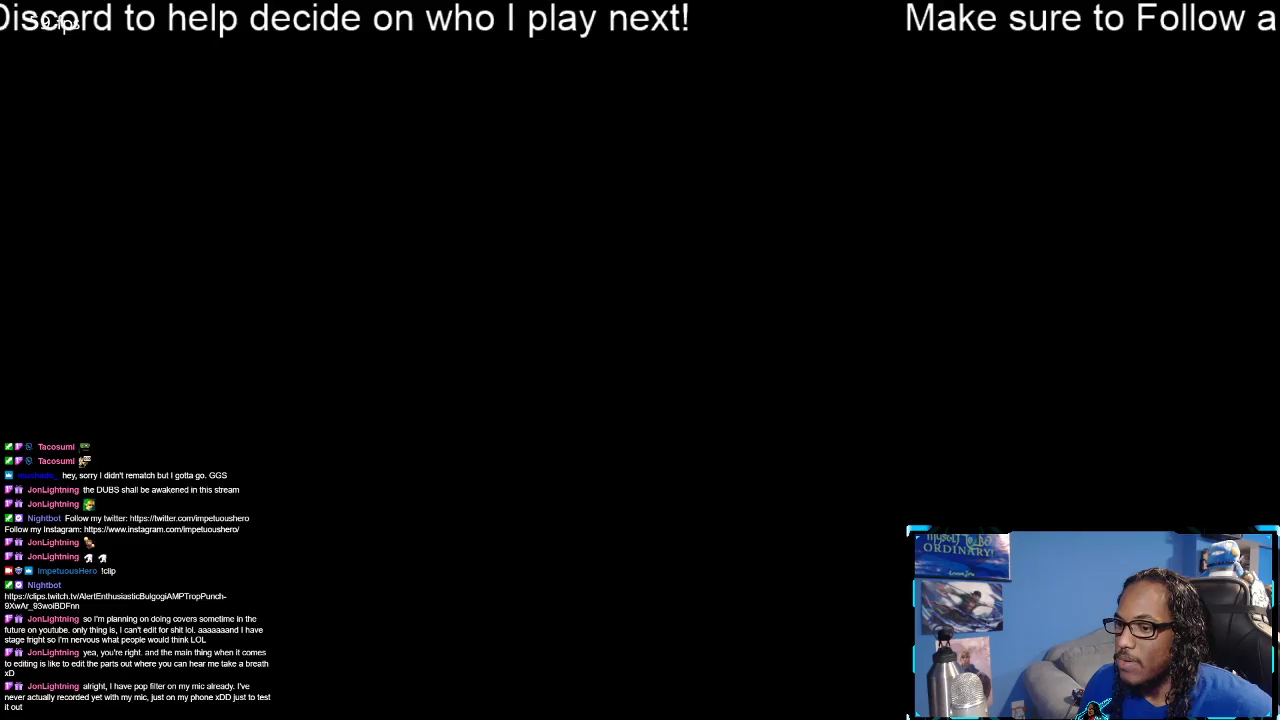 Discord to help decide on who I play next! Make sure to Follow a
Tacosumi
Tacosumi
hey, sorry I didn't rematch but I gotta go. GGS
JonLightning the DUBS shall be awakened in this stream
JonLightning
Nightbot Follow my twitter: https://twitter.com/impetuoushero
Follow my Instagram: https://www.instagram.com/impetuoushero/
JonLightning
JonLightning
ImpetuousHero !clip
Nightbot
https://clips.twitch.tv/AlertEnthusiasticBulgogiAMPTropPunch-
9XwAr_93woiBDFnn
JonLightning so I'm planning on doing covers sometime in the
future on youtube. only thing is, I can't edit for shit lol. aaaaaaand I have
stage fright so i'm nervous what people would think LOL
JonLightning yea, you're right. and the main thing when it comes
to editing is like to edit the parts out where you can hear me take a breath
xD
JonLightning alright, I have pop filter on my mic already. I've
never actually recorded yet with my mic, just on my phone xDD just to test
it out
myself to be
ORDINARY!